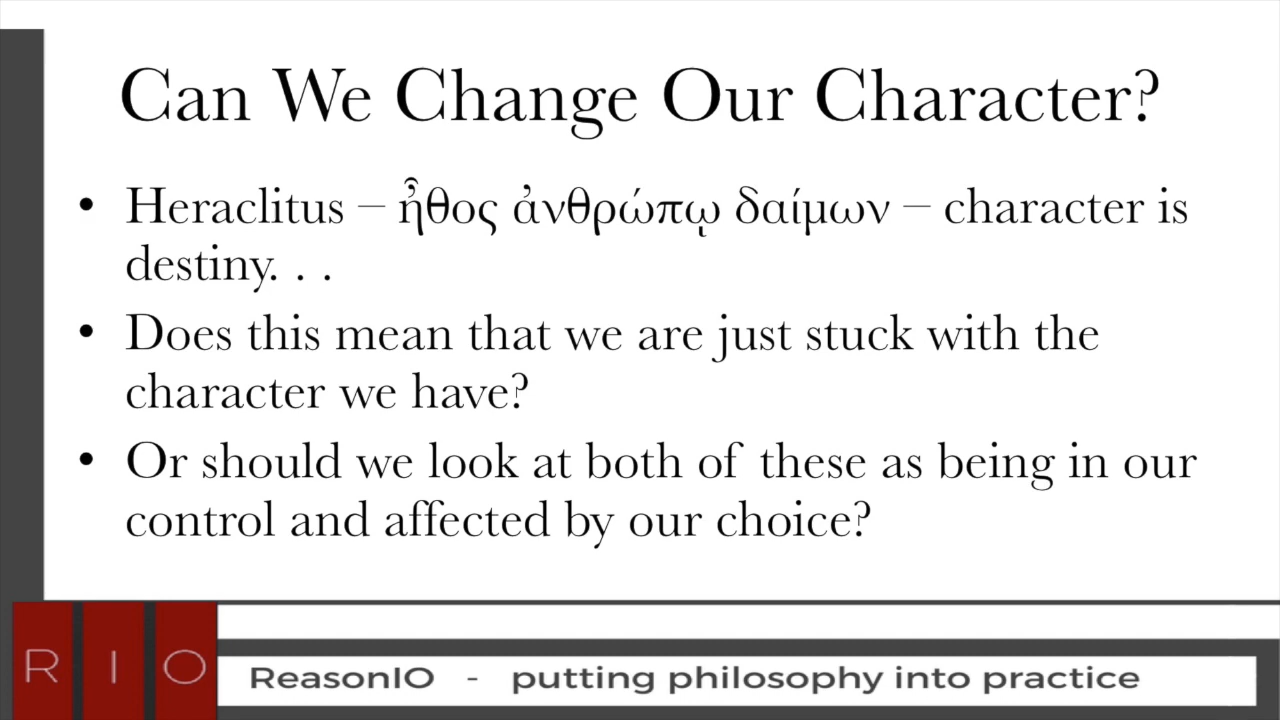 Can We Change Our Character?
• Heraclitus – ἦθος ἀνθρώπῳ δαίμων – character is
destiny. . .
• Does this mean that we are just stuck with the
character we have?
• Or should we look at both of these as being in our
control and affected by our choice?
R I O
ReasonIO - putting philosophy into practice